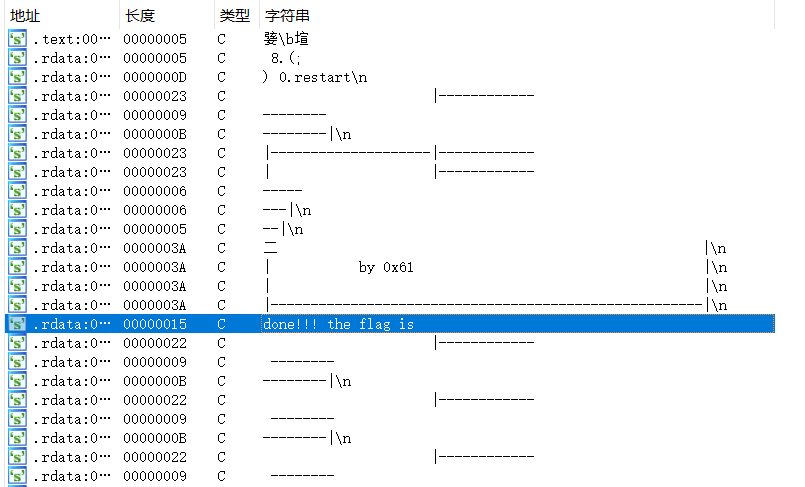 地址 长度 类型 字符串
.text:00… 00000005 C 嫛\b埴
.rdata:0… 00000005 C 8.(;
.rdata:0… 0000000D C ) 0.restart\n
.rdata:0… 00000023 C |------------
.rdata:0… 00000009 C --------
.rdata:0… 0000000B C --------|\n
.rdata:0… 00000023 C |--------------------|------------
.rdata:0… 00000023 C | |------------
.rdata:0… 00000006 C -----
.rdata:0… 00000006 C ---|\n
.rdata:0… 00000005 C --|\n
.rdata:0… 0000003A C 二 |\n
.rdata:0… 0000003A C | by 0x61 |\n
.rdata:0… 0000003A C | |\n
.rdata:0… 0000003A C |------------------------------------------------------|\n
.rdata:0… 00000015 C done!!! the flag is
.rdata:0… 00000022 C |------------
.rdata:0… 00000009 C --------
.rdata:0… 0000000B C --------|\n
.rdata:0… 00000022 C |------------
.rdata:0… 00000009 C --------
.rdata:0… 0000000B C --------|\n
.rdata:0… 00000022 C |------------
.rdata:0… 00000009 C --------